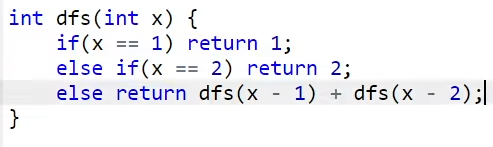 int dfs(int x) {
    if(x == 1) return 1;
    else if(x == 2) return 2;
    else return dfs(x - 1) + dfs(x - 2);
}